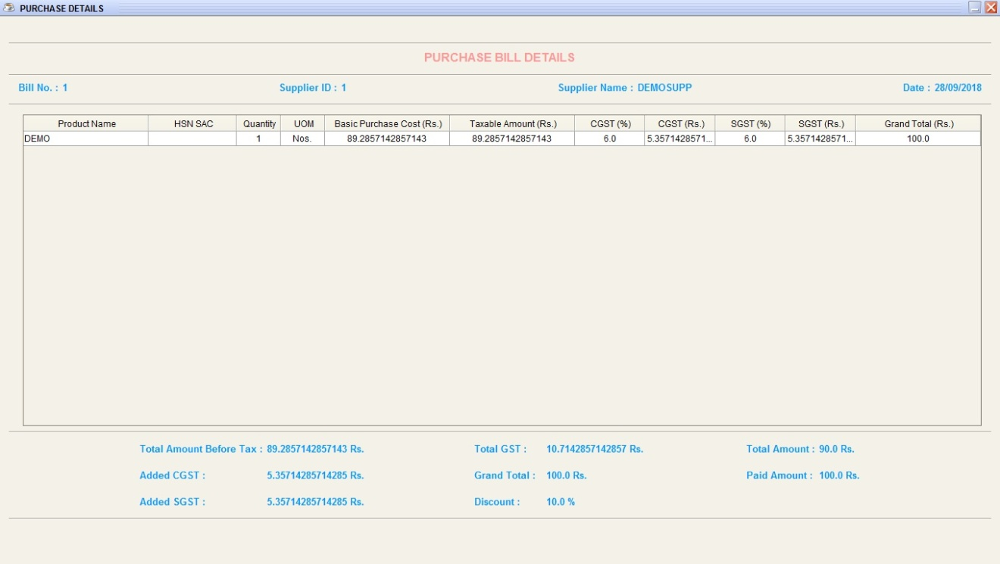 PURCHASE DETAILS
PURCHASE BILL DETAILS
Bill No. : 1 Supplier ID : 1 Supplier Name : DEMOSUPP Date : 28/09/2018
Product Name HSN SAC Quantity UOM Basic Purchase Cost (Rs.) Taxable Amount (Rs.) CGST (%) CGST (Rs.) SGST (%) SGST (Rs.) Grand Total (Rs.)
DEMO 1 Nos. 89.2857142857143 89.2857142857143 6.0 5.3571428571... 6.0 5.3571428571... 100.0
Total Amount Before Tax : 89.2857142857143 Rs. Total GST : 10.7142857142857 Rs. Total Amount : 90.0 Rs.
Added CGST : 5.35714285714285 Rs. Grand Total : 100.0 Rs. Paid Amount : 100.0 Rs.
Added SGST : 5.35714285714285 Rs. Discount : 10.0 %